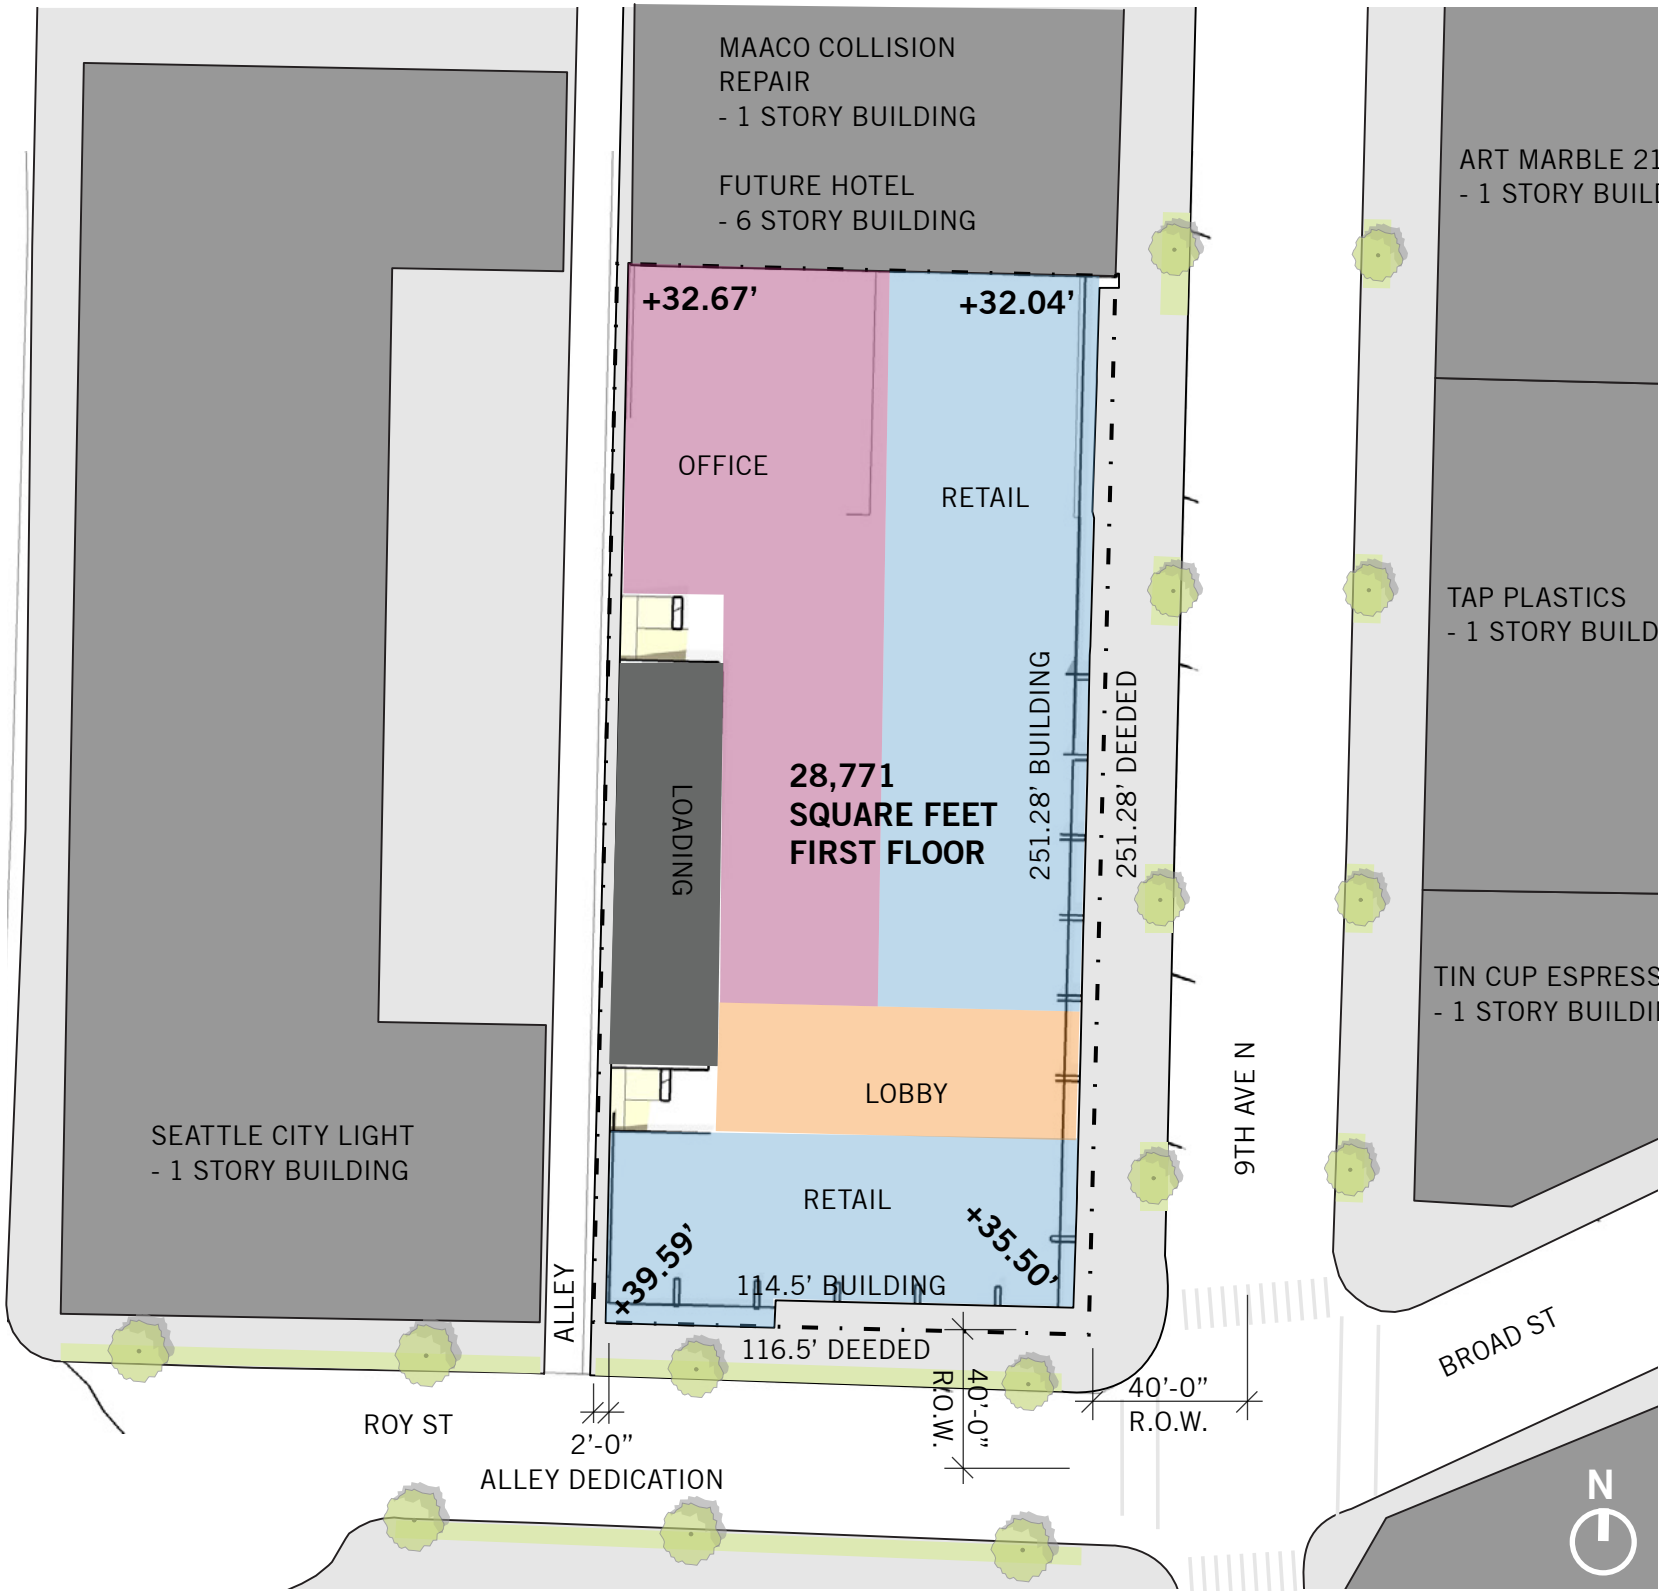 MAACO COLLISION
REPAIR
- 1 STORY BUILDING
FUTURE HOTEL
- 6 STORY BUILDING
ART MARBLE 21
- 1 STORY BUILD
+32.67’
+32.04’
OFFICE
RETAIL
TAP PLASTICS
- 1 STORY BUILD
251.28’ BUILDING
251.28’ DEEDED
28,771
SQUARE FEET
FIRST FLOOR
LOADING
TIN CUP ESPRESS
- 1 STORY BUILDI
9TH AVE N
LOBBY
SEATTLE CITY LIGHT
- 1 STORY BUILDING
RETAIL
+39.59’
+35.50’
114.5’ BUILDING
ALLEY
116.5’ DEEDED
BROAD ST
40’-0”
R.O.W.
40’-0”
R.O.W.
ROY ST
2’-0”
ALLEY DEDICATION
N